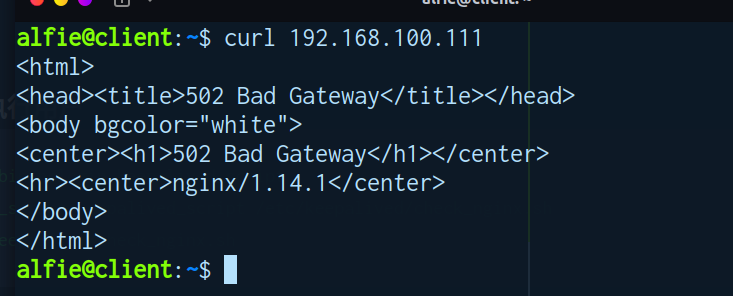 alfie@client:~$ curl 192.168.100.111
<html>
<head><title>502 Bad Gateway</title></head>
<body bgcolor="white">
<center><h1>502 Bad Gateway</h1></center>
<hr><center>nginx/1.14.1</center>
</body>
</html>
alfie@client:~$